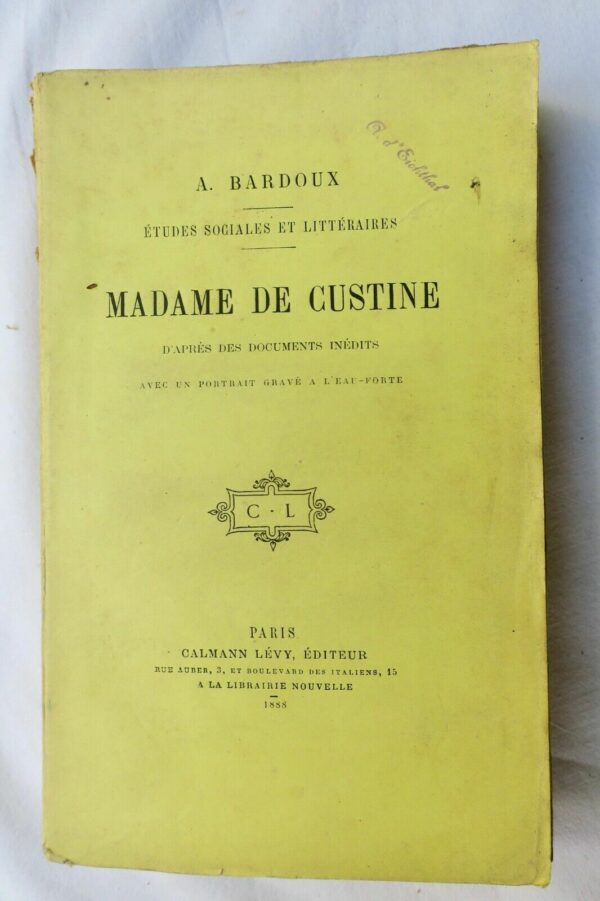 d'Eichthal
A. BARDOUX
ÉTUDES SOCIALES ET LITTÉRAIRES
MADAME DE CUSTINE
D'APRÈS DES DOCUMENTS INÉDITS
AVEC UN PORTRAIT GRAVÉ A L'EAU-FORTE
C · L
PARIS
CALMANN LÉVY, ÉDITEUR
RUE AUBER, 3, ET BOULEVARD DES ITALIENS, 15
A LA LIBRAIRIE NOUVELLE
1888